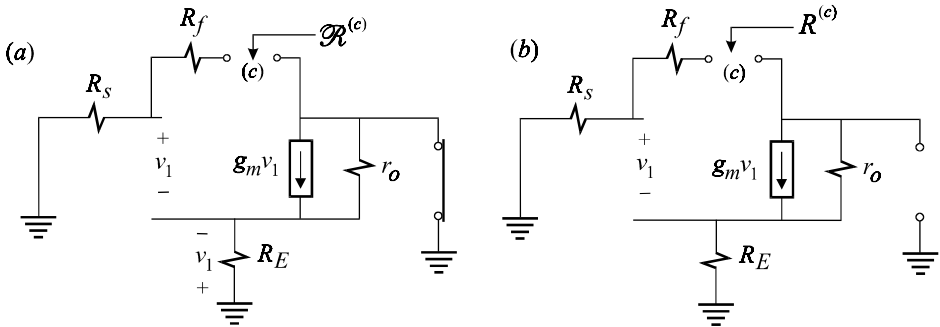 (a)
R_f
ℛ^(c)
(c)
R_s
+
v_1
−
g_m v_1
r_o
−
v_1
+
R_E
(b)
R_f
R^(c)
(c)
R_s
+
v_1
−
g_m v_1
r_o
R_E